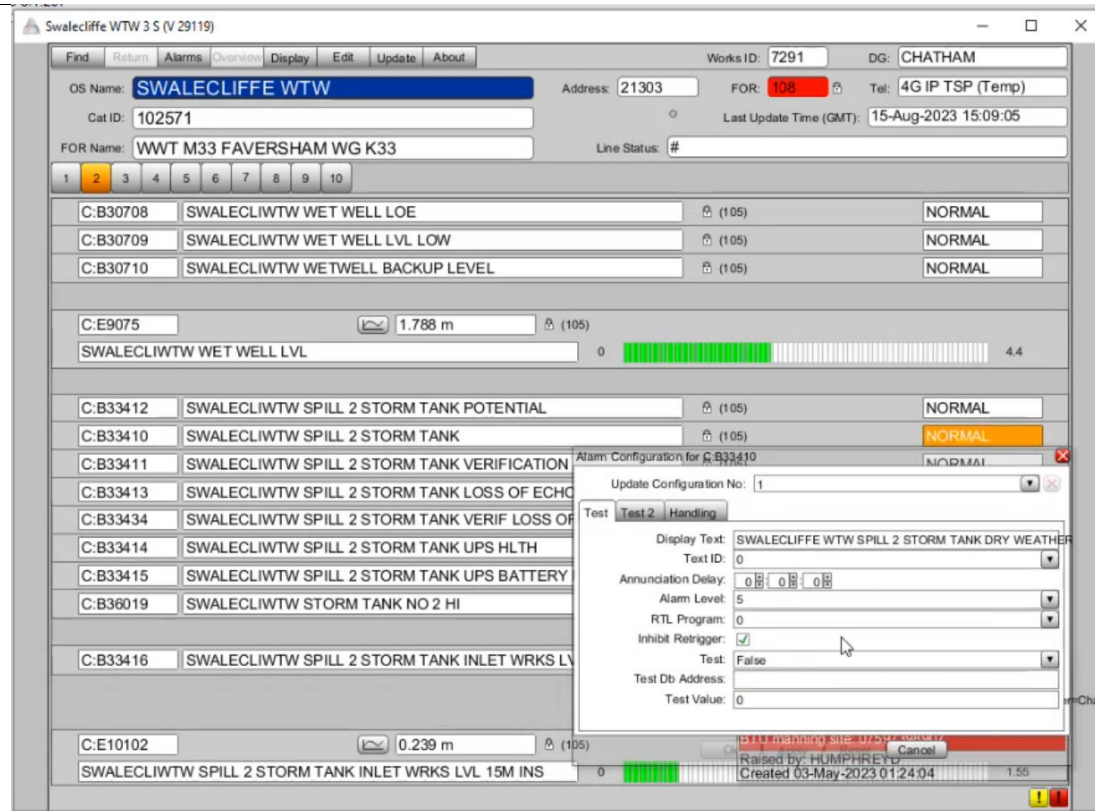 Swalecliffe WTW 3 S (V 29119)
Find Return Alarms Overview Display Edit Update About Works ID: 7291 DG: CHATHAM
OS Name: SWALECLIFFE WTW Address: 21303 FOR: 108 Tel: 4G IP TSP (Temp)
Cat ID: 102571 Last Update Time (GMT): 15-Aug-2023 15:09:05
FOR Name: WWT M33 FAVERSHAM WG K33 Line Status: #
1 2 3 4 5 6 7 8 9 10
C:B30708 SWALECLIWTW WET WELL LOE (105) NORMAL
C:B30709 SWALECLIWTW WET WELL LVL LOW (105) NORMAL
C:B30710 SWALECLIWTW WETWELL BACKUP LEVEL (105) NORMAL
C:E9075 1.788 m (105)
SWALECLIWTW WET WELL LVL 0 4.4
C:B33412 SWALECLIWTW SPILL 2 STORM TANK POTENTIAL (105) NORMAL
C:B33410 SWALECLIWTW SPILL 2 STORM TANK (105) NORMAL
C:B33411 SWALECLIWTW SPILL 2 STORM TANK VERIFICATION (105) NORMAL
C:B33413 SWALECLIWTW SPILL 2 STORM TANK LOSS OF ECHO
C:B33434 SWALECLIWTW SPILL 2 STORM TANK VERIF LOSS OF
C:B33414 SWALECLIWTW SPILL 2 STORM TANK UPS HLTH
C:B33415 SWALECLIWTW SPILL 2 STORM TANK UPS BATTERY
C:B36019 SWALECLIWTW STORM TANK NO 2 HI
C:B33416 SWALECLIWTW SPILL 2 STORM TANK INLET WRKS
C:E10102 0.239 m (105)
SWALECLIWTW SPILL 2 STORM TANK INLET WRKS LVL 15M INS 0 1.55
Alarm Configuration for C:B33410
Update Configuration No: 1
Test Test 2 Handling
Display Text: SWALECLIFFE WTW SPILL 2 STORM TANK DRY WEATHER
Text ID: 0
Annunciation Delay: 0 : 0 : 0
Alarm Level: 5
RTL Program: 0
Inhibit Retrigger:
Test: False
Test Db Address:
Test Value: 0
BTO manning site:
Cancel
Raised by: HUMPHREYD
Created 03-May-2023 01:24:04